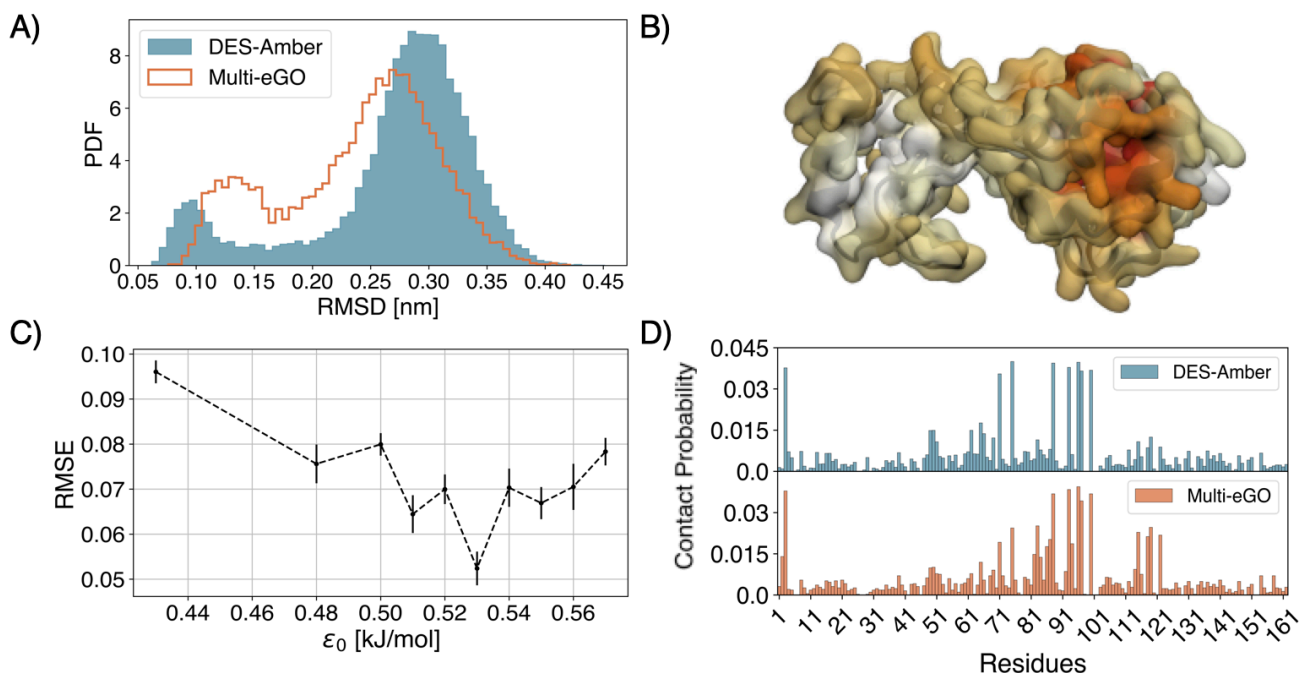 A)
DES-Amber
Multi-eGO
PDF
8
6
4
2
0
0.05 0.10 0.15 0.20 0.25 0.30 0.35 0.40 0.45
RMSD [nm]
B)
C)
RMSE
0.10
0.09
0.08
0.07
0.06
0.05
0.44 0.46 0.48 0.50 0.52 0.54 0.56
ε0 [kJ/mol]
D)
Contact Probability
0.045
0.03
0.015
0.0
DES-Amber
0.03
0.015
0.0
Multi-eGO
1 11 21 31 41 51 61 71 81 91 101 111 121 131 141 151 161
Residues